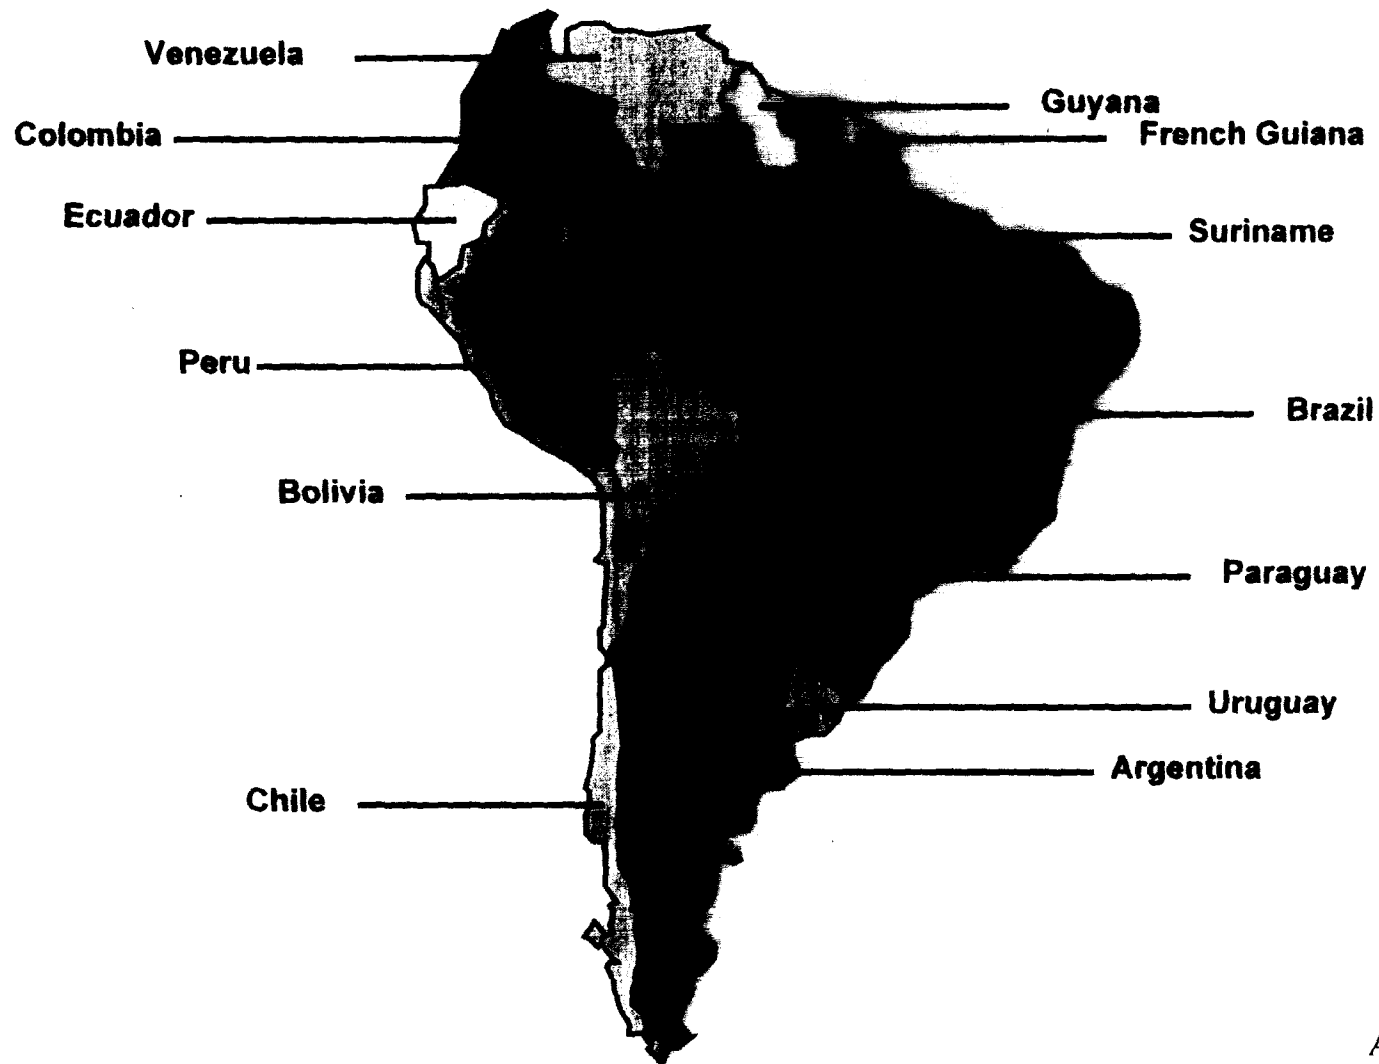 Venezuela
Guyana
Colombia
French Guiana
Ecuador
Suriname
Peru
Brazil
Bolivia
Paraguay
Uruguay
Argentina
Chile